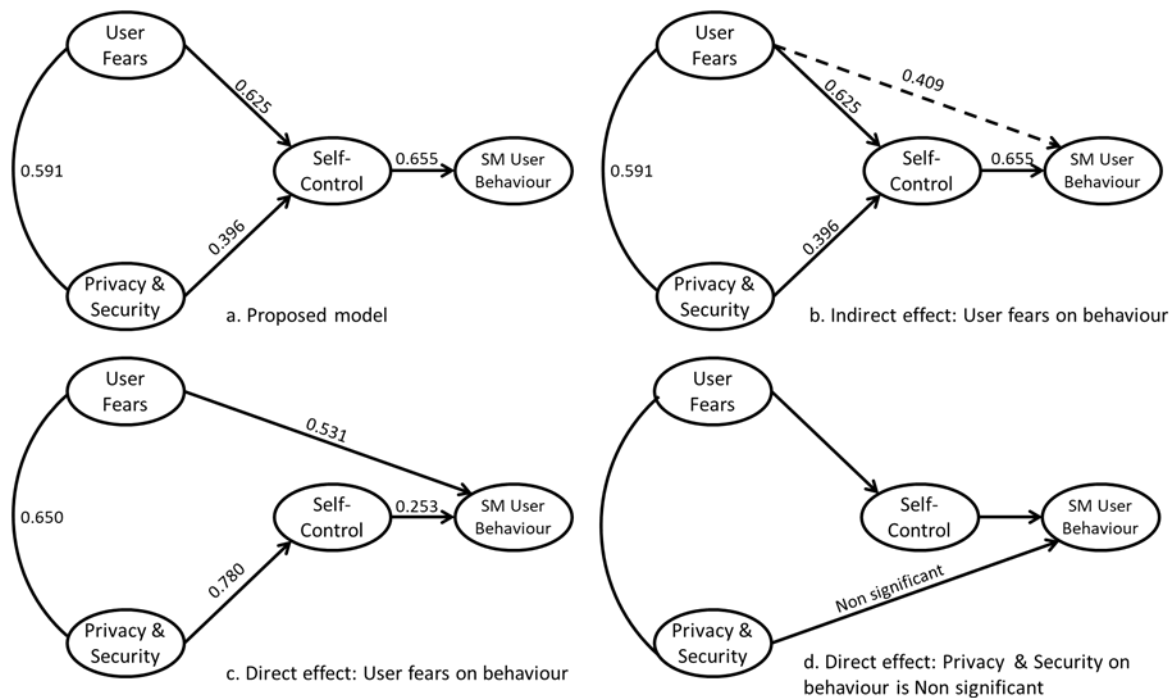 User
Fears
0.625
0.591
Self-
Control
0.655
SM User
Behaviour
0.396
Privacy &
Security
a. Proposed model
User
Fears
0.409
0.625
0.591
Self-
Control
0.655
SM User
Behaviour
0.396
Privacy &
Security
b. Indirect effect: User fears on behaviour
User
Fears
0.531
0.650
Self-
Control
0.253
SM User
Behaviour
0.780
Privacy &
Security
c. Direct effect: User fears on behaviour
User
Fears
Self-
Control
SM User
Behaviour
Non significant
Privacy &
Security
d. Direct effect: Privacy & Security on
behaviour is Non significant